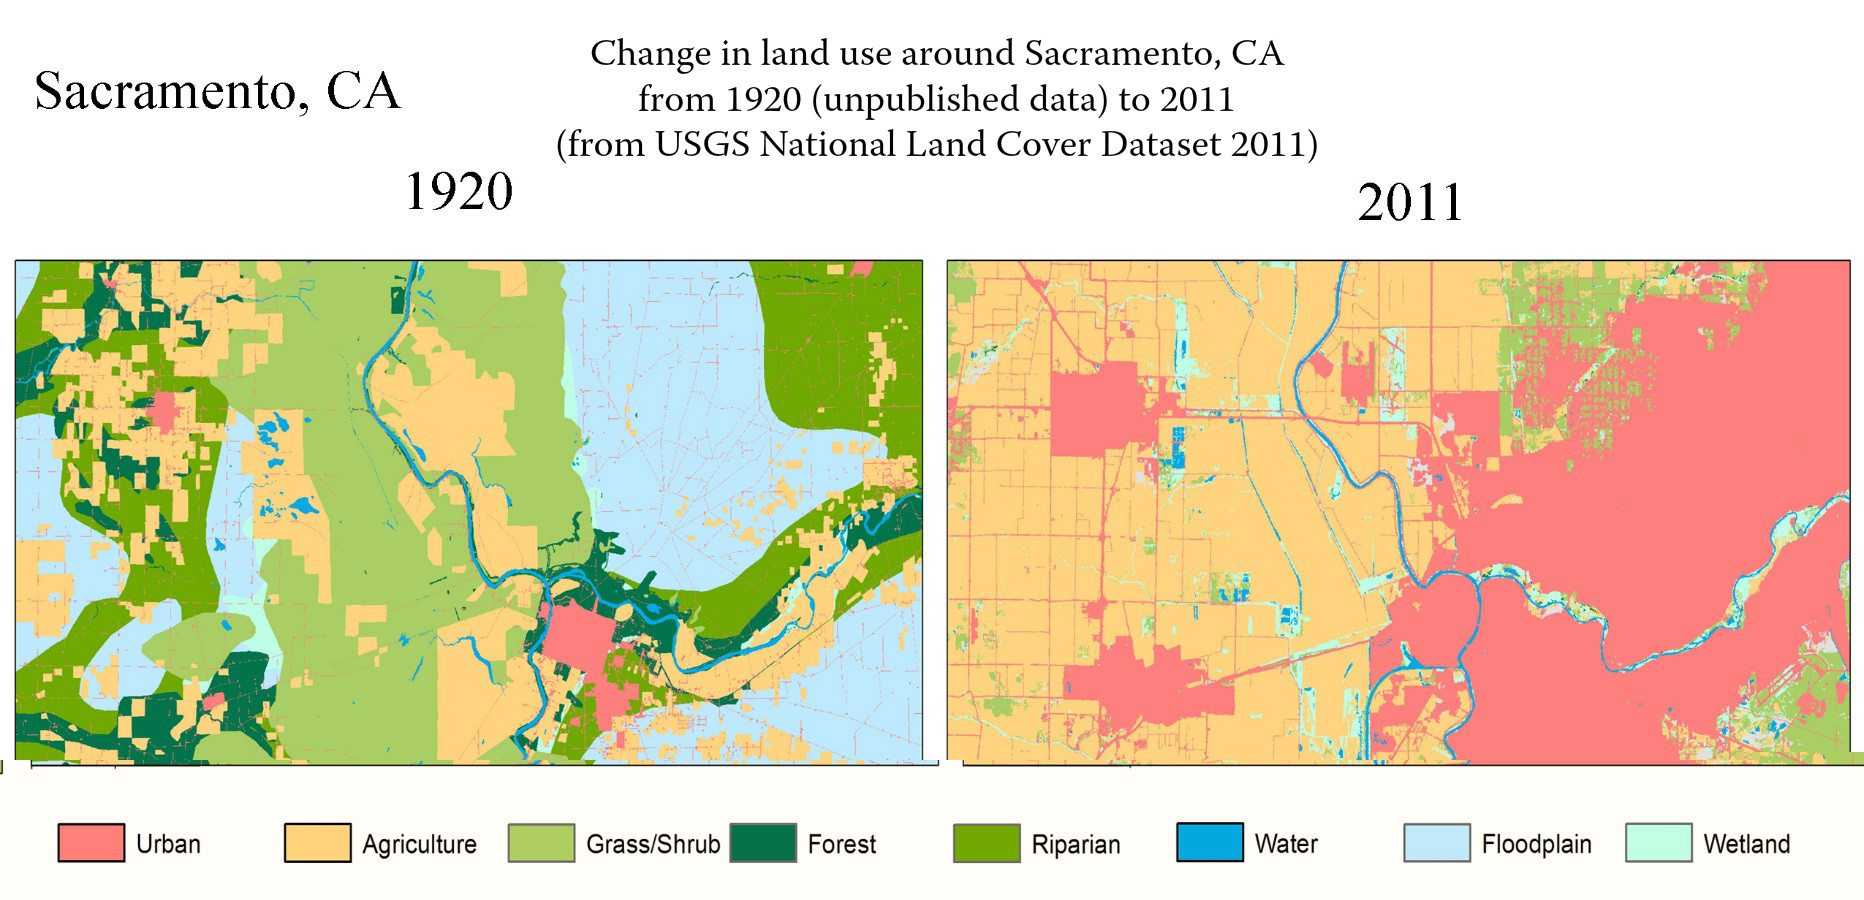 Sacramento, CA
Change in land use around Sacramento, CA
from 1920 (unpublished data) to 2011
(from USGS National Land Cover Dataset 2011)
1920
2011
Urban
Agriculture
Grass/Shrub
Forest
Riparian
Water
Floodplain
Wetland